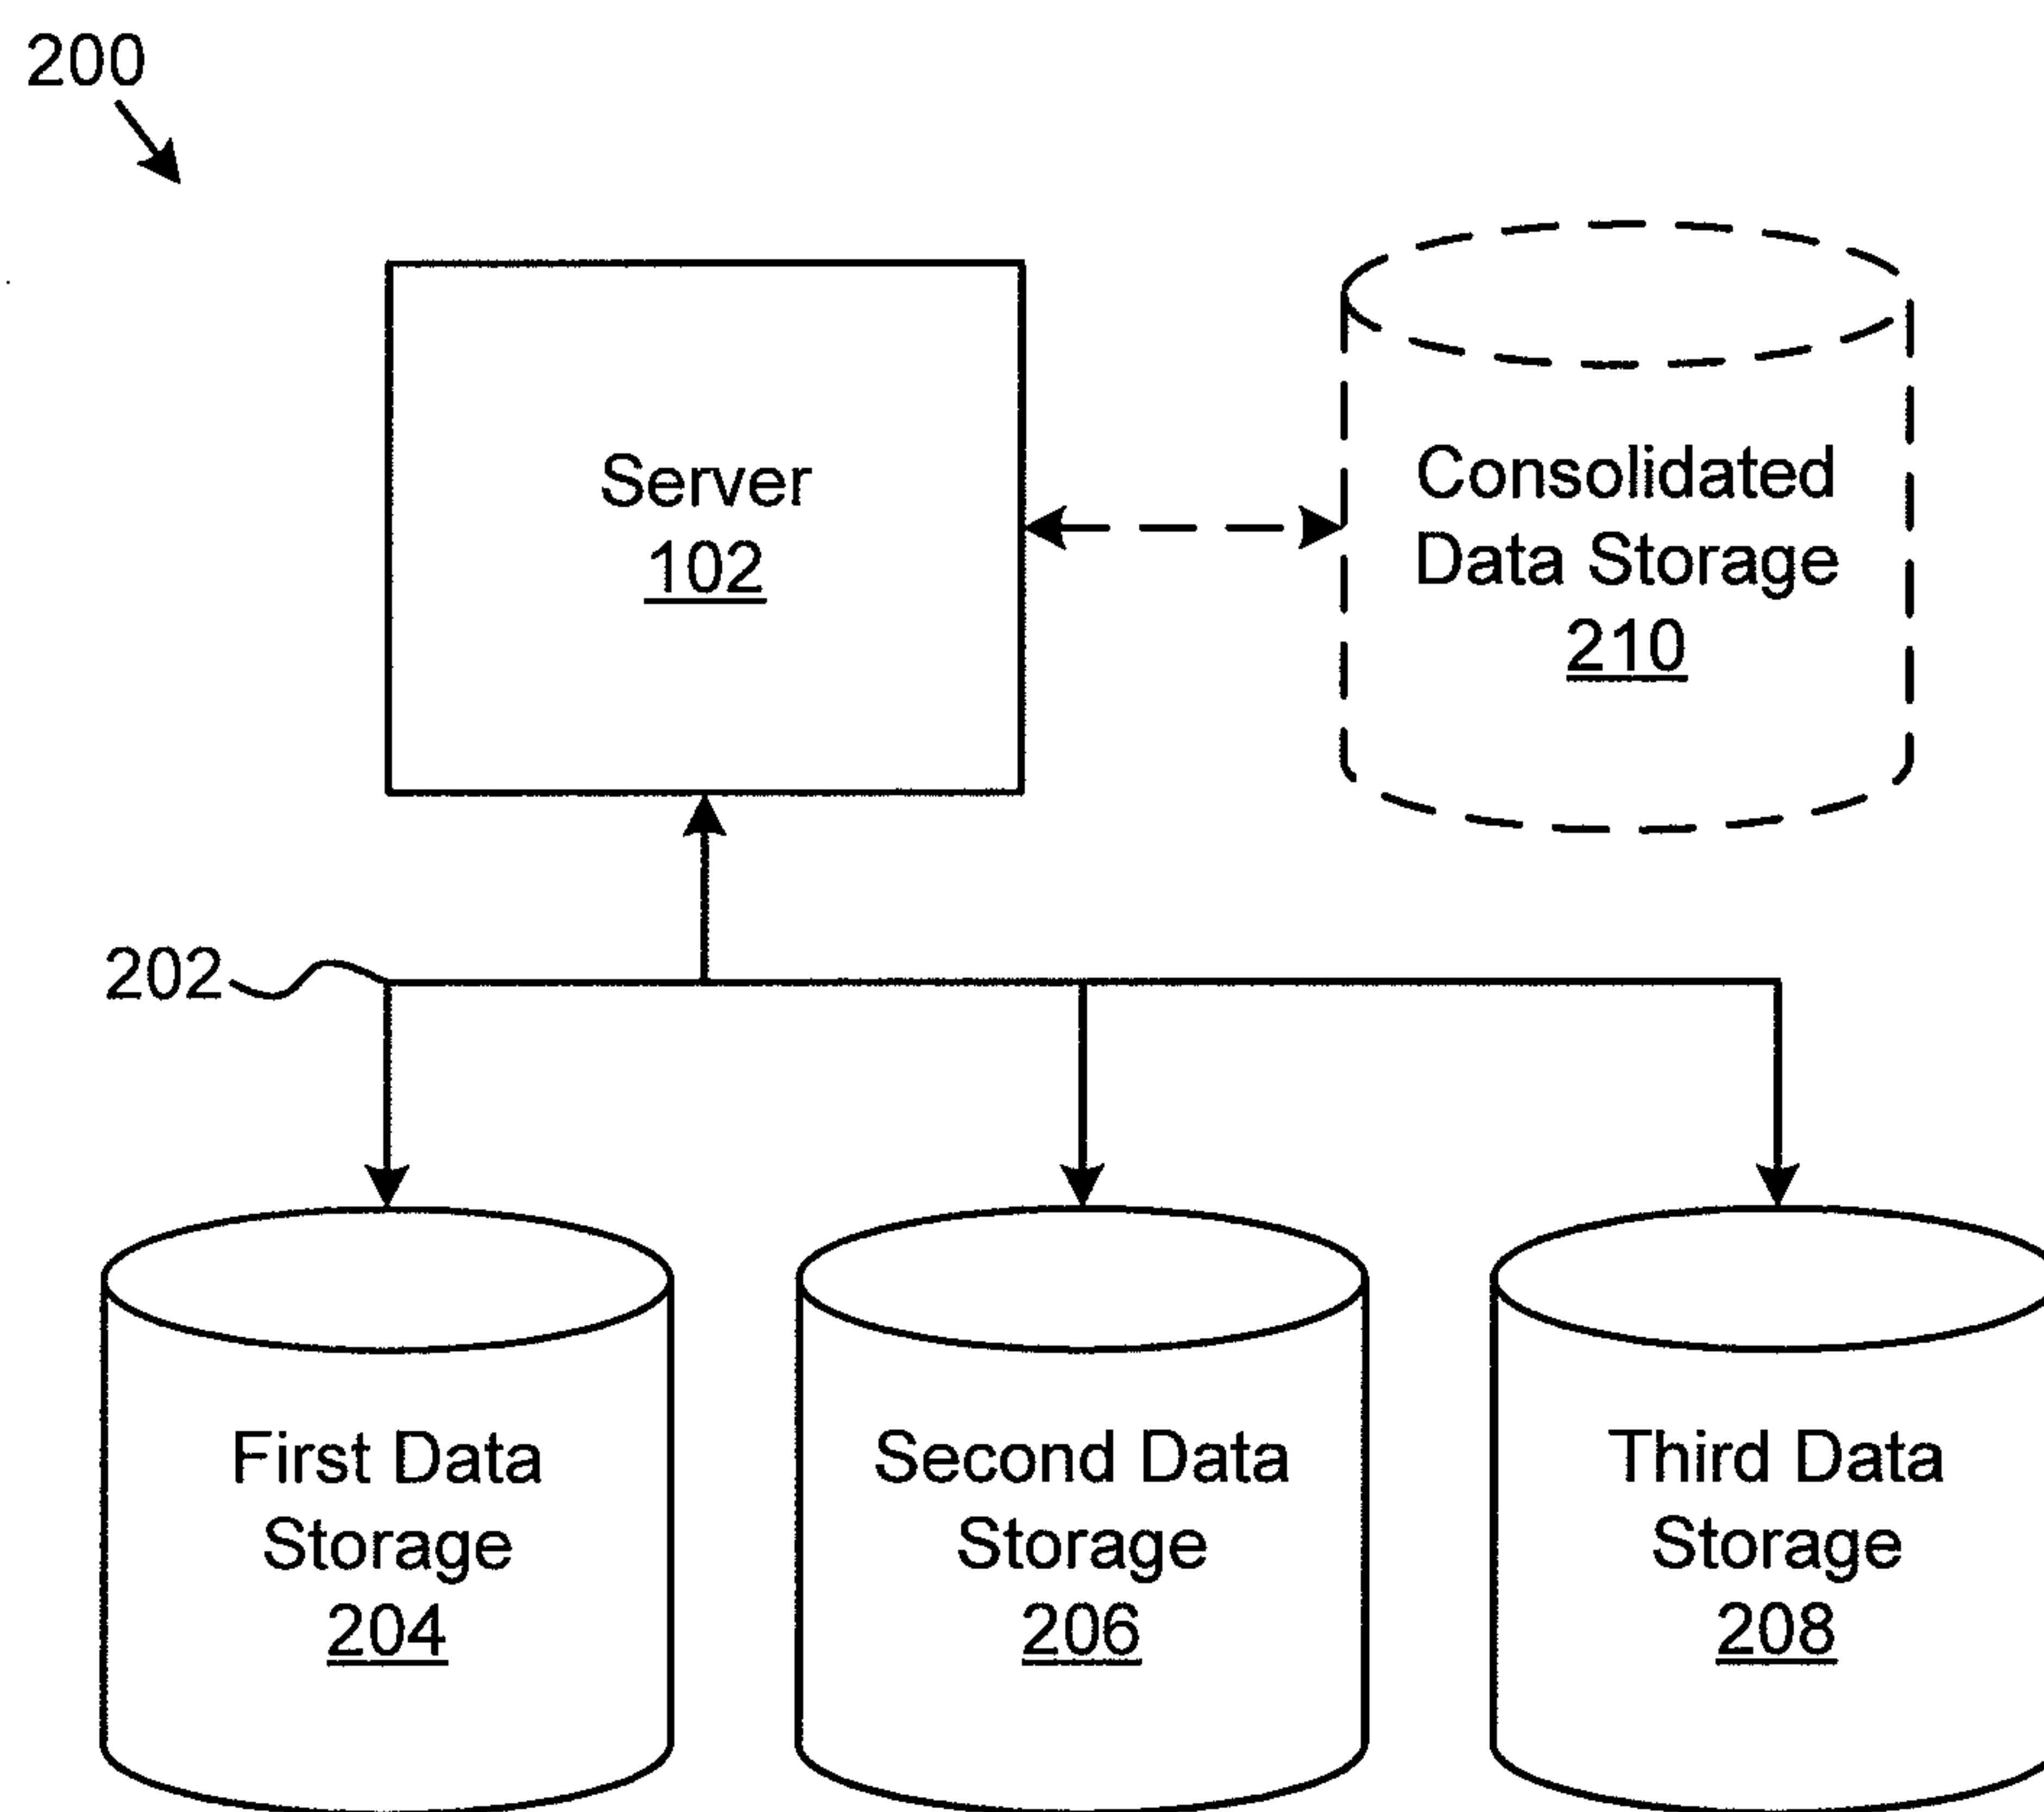 200
Server
102
Consolidated
Data Storage
210
202
First Data
Storage
204
Second Data
Storage
206
Third Data
Storage
208